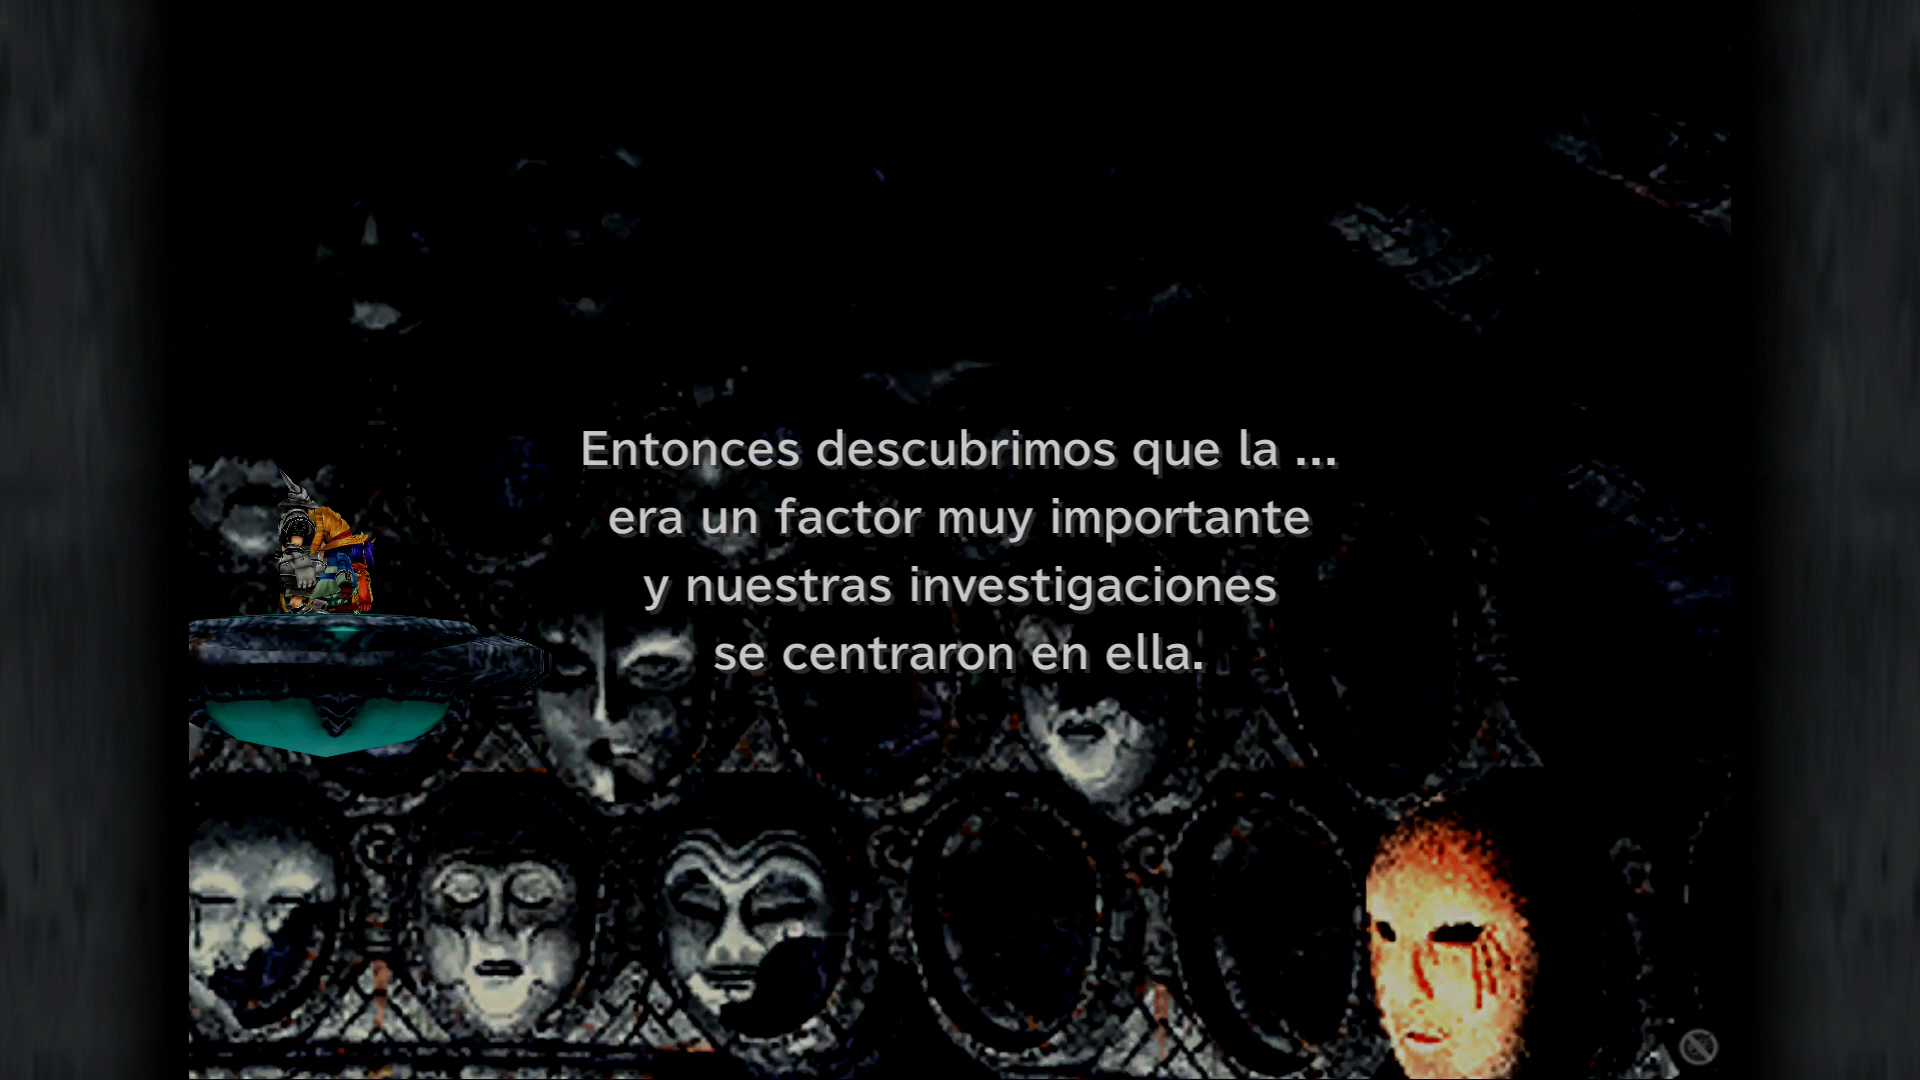 Entonces descubrimos que la ...
era un factor muy importante
y nuestras investigaciones
se centraron en ella.